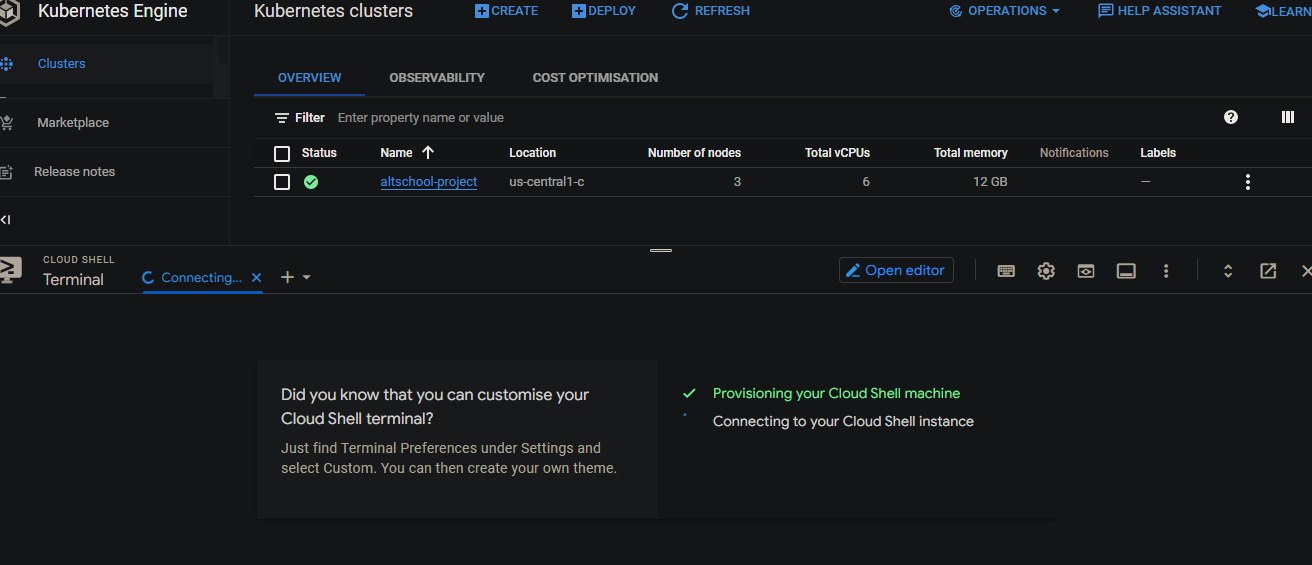 Kubernetes Engine
Kubernetes clusters
CREATE
DEPLOY
REFRESH
OPERATIONS
HELP ASSISTANT
LEARN
Clusters
Marketplace
Release notes
OVERVIEW
OBSERVABILITY
COST OPTIMISATION
Filter Enter property name or value
Status Name Location Number of nodes Total vCPUs Total memory Notifications Labels
altschool-project us-central1-c 3 6 12 GB —
CLOUD SHELL
Terminal
Connecting...
Open editor
Did you know that you can customise your
Cloud Shell terminal?
Just find Terminal Preferences under Settings and
select Custom. You can then create your own theme.
Provisioning your Cloud Shell machine
Connecting to your Cloud Shell instance